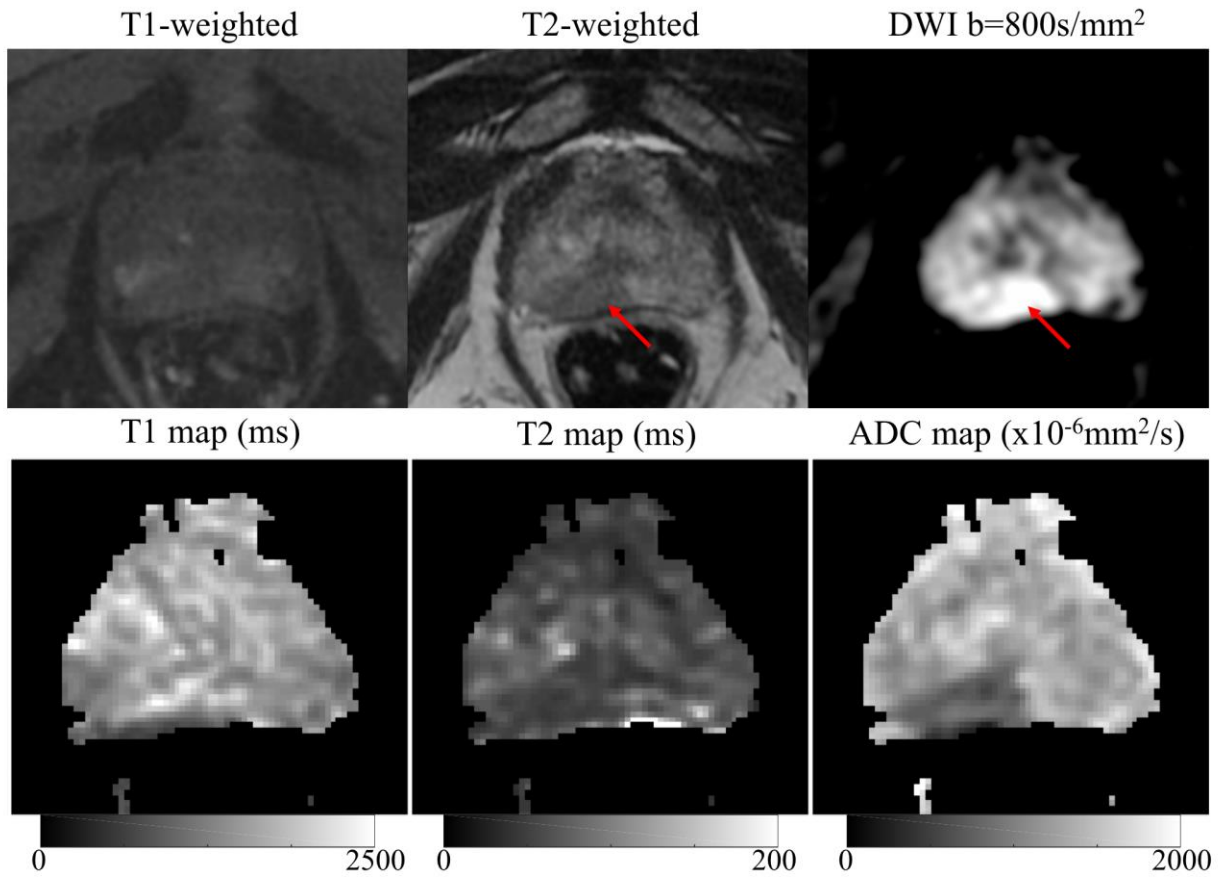 T1-weighted T2-weighted DWI b=800s/mm²
T1 map (ms) T2 map (ms) ADC map (x10⁻⁶mm²/s)
0 2500 0 200 0 2000